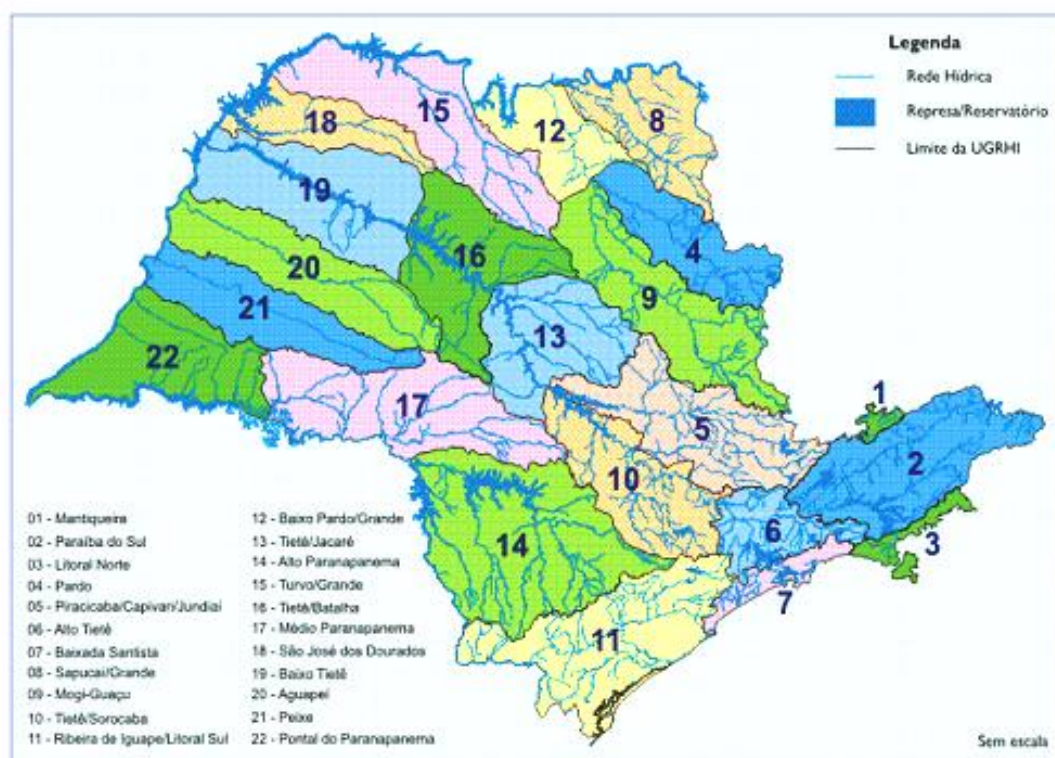 Legenda
Rede Hídrica
Represa/Reservatório
Limite da UGRHI
15
18
12
8
19
4
16
20
9
21
13
22
1
17
5
2
10
6
3
14
7
11
01 - Mantiqueira
02 - Paraíba do Sul
03 - Litoral Norte
04 - Pardo
05 - Piracicaba/Capivari/Jundiaí
06 - Alto Tietê
07 - Baixada Santista
08 - Sapucaí/Grande
09 - Mogi-Guaçu
10 - Tietê/Sorocaba
11 - Ribeira de Iguape/Litoral Sul
12 - Baixo Pardo/Grande
13 - Tietê/Jacaré
14 - Alto Paranapanema
15 - Turvo/Grande
16 - Tietê/Batalha
17 - Médio Paranapanema
18 - São José dos Dourados
19 - Baixo Tietê
20 - Aguapeí
21 - Peixe
22 - Pontal do Paranapanema
Sem escala